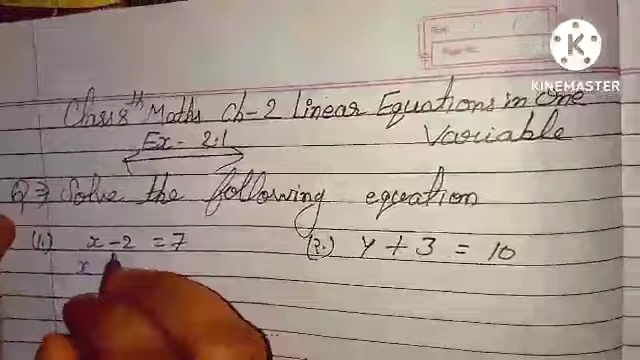 K
KINEMASTER
Class 8th Maths Ch-2 Linear Equations in One
Variable
Ex - 2.1
Q⇒ Solve the following equation
(1.) x - 2 = 7
(2.) y + 3 = 10
x